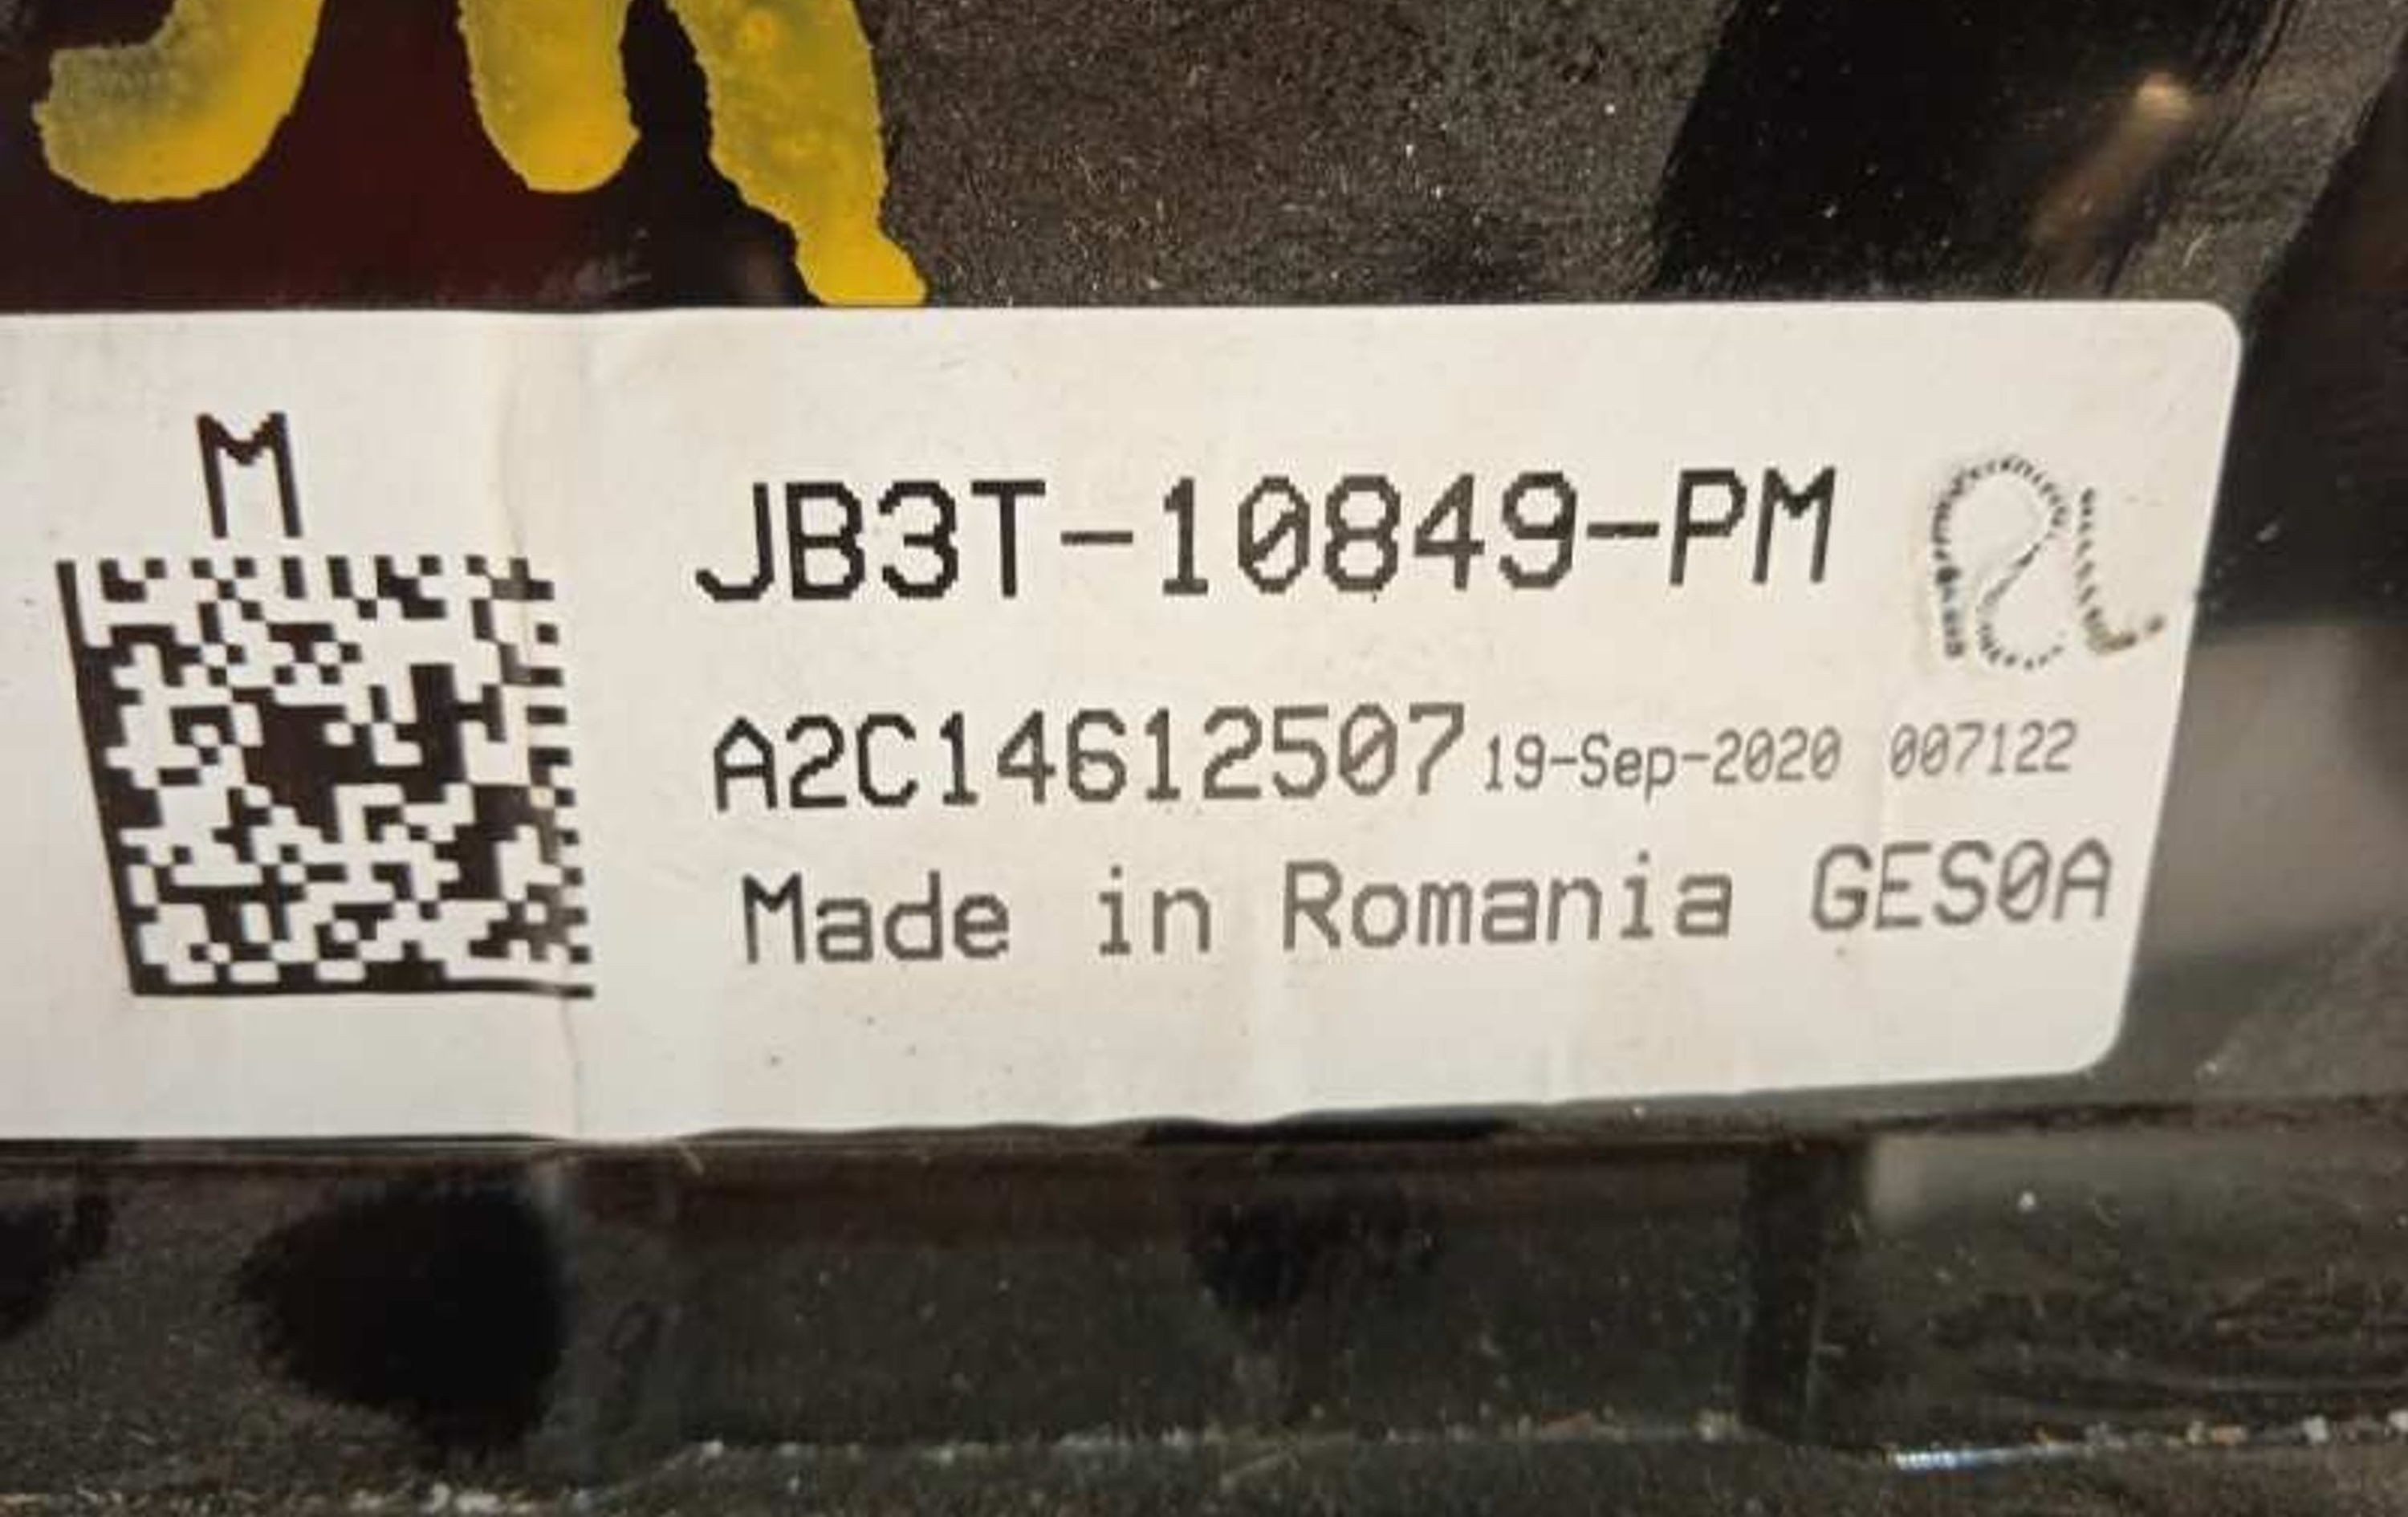 M
JB3T-10849-PM
A2C14612507 19-Sep-2020 007122
Made in Romania GES0A